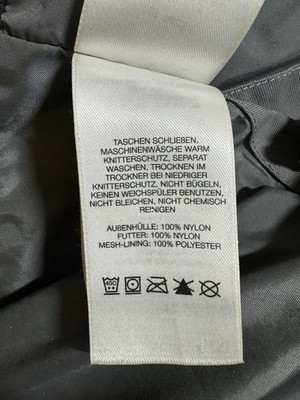 TASCHEN SCHLIEẞEN,
MASCHINENWÄSCHE WARM
KNITTERSCHUTZ, SEPARAT
WASCHEN, TROCKNEN IM
TROCKNER BEI NIEDRIGER
KNITTERSCHUTZ, NICHT BÜGELN,
KEINEN WEICHSPÜLER BENUTZEN,
NICHT BLEICHEN, NICHT CHEMISCH
REINIGEN
AUẞENHÜLLE: 100% NYLON
FUTTER: 100% NYLON
MESH-LINING: 100% POLYESTER
40C